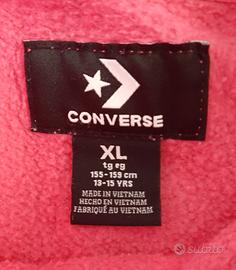 CONVERSE
XL
tg eg
155-159 cm
13-15 YRS
MADE IN VIETNAM
HECHO EN VIETNAM
FABRIQUÉ AU VIETNAM
subito